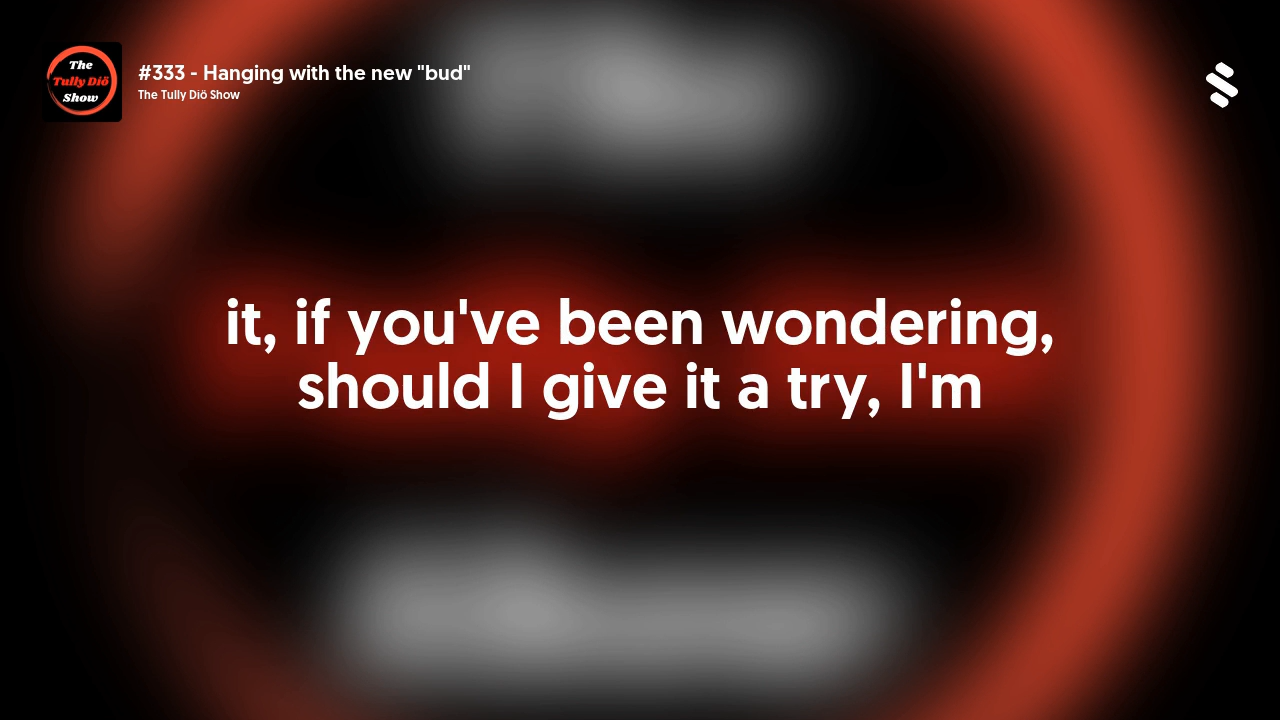 The
Tully Diö
Show
#333 - Hanging with the new "bud"
The Tully Diö Show
it, if you've been wondering,
should I give it a try, I'm